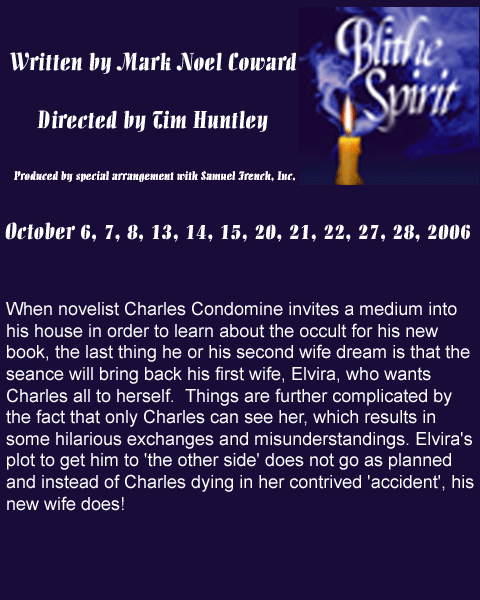 Blithe
Spirit
Written by Mark Noel Coward
Directed by Tim Huntley
Produced by special arrangement with Samuel French, Inc.
October 6, 7, 8, 13, 14, 15, 20, 21, 22, 27, 28, 2006
When novelist Charles Condomine invites a medium into
his house in order to learn about the occult for his new
book, the last thing he or his second wife dream is that the
seance will bring back his first wife, Elvira, who wants
Charles all to herself.  Things are further complicated by
the fact that only Charles can see her, which results in
some hilarious exchanges and misunderstandings. Elvira's
plot to get him to 'the other side' does not go as planned
and instead of Charles dying in her contrived 'accident', his
new wife does!